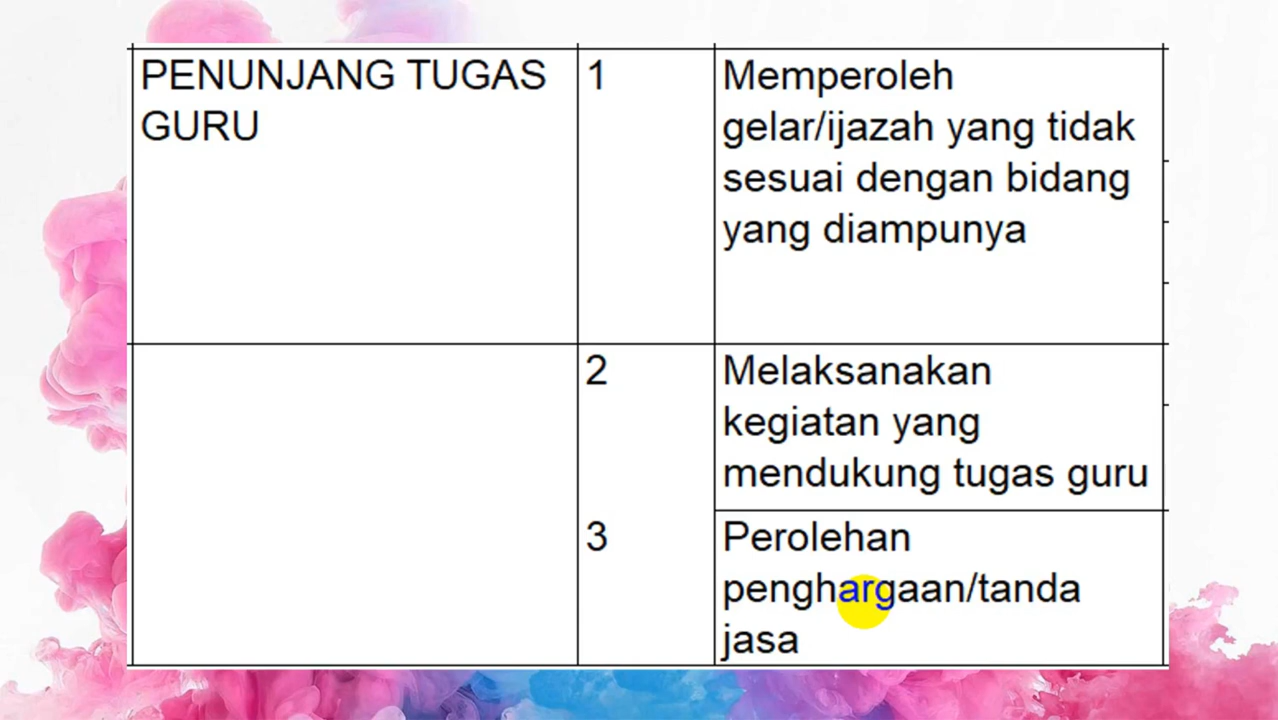 PENUNJANG TUGAS
GURU
1
Memperoleh
gelar/ijazah yang tidak
sesuai dengan bidang
yang diampunya
2
Melaksanakan
kegiatan yang
mendukung tugas guru
3
Perolehan
penghargaan/tanda
jasa